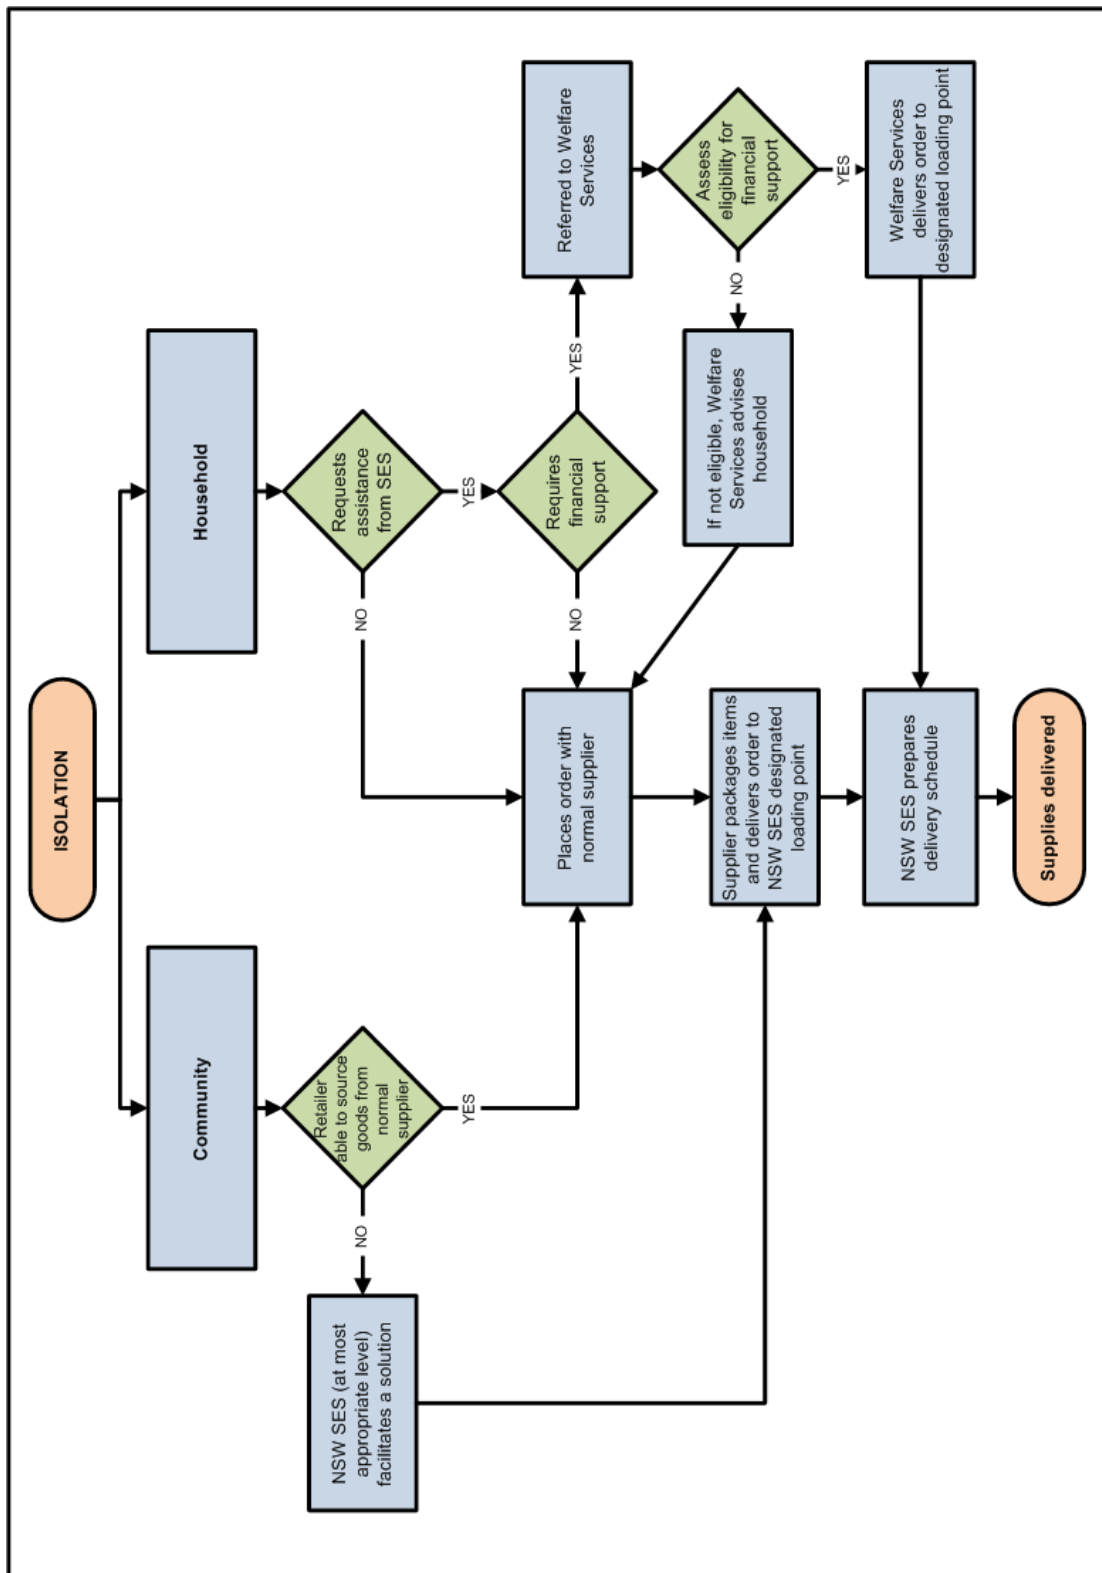 ISOLATION
Community
Household
Retailer
able to source
goods from
normal
supplier
Requests
assistance
from SES
NO
YES
NO
YES
NSW SES (at most
appropriate level)
facilitates a solution
Requires
financial
support
NO
YES
Places order with
normal supplier
Referred to Welfare
Services
If not eligible, Welfare
Services advises
household
NO
Assess
eligibility for
financial
support
YES
Supplier packages items
and delivers order to
NSW SES designated
loading point
NSW SES prepares
delivery schedule
Welfare Services
delivers order to
designated loading point
Supplies delivered